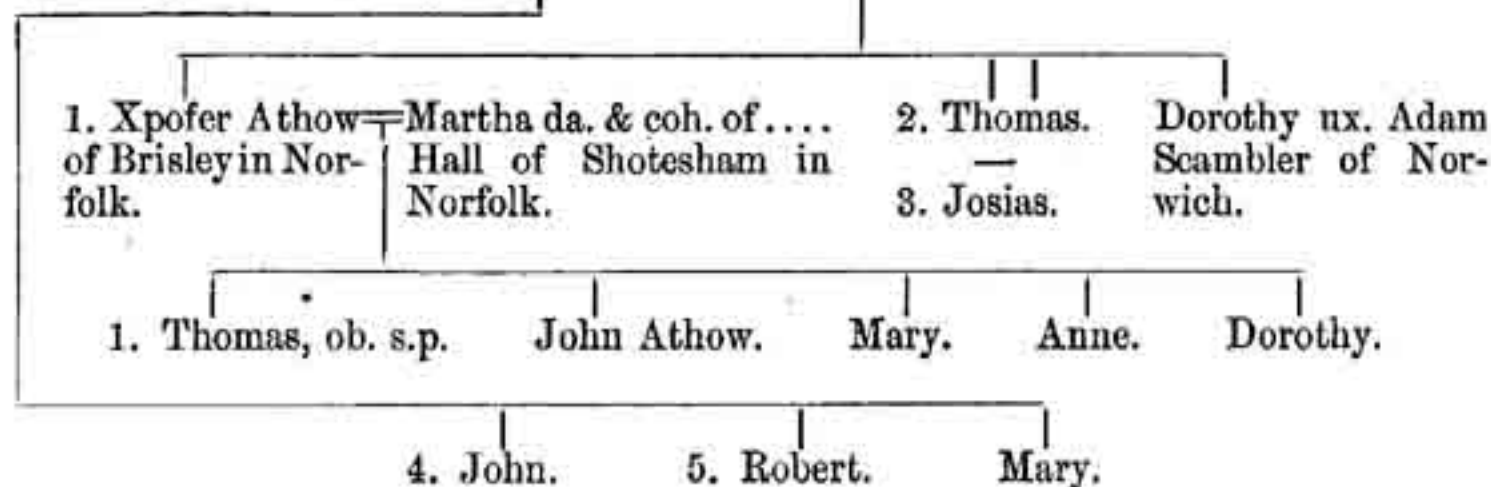 1. Xpofer Athow=Martha da. & coh. of.... 2. Thomas. Dorothy ux. Adam
of Brisley in Nor- Hall of Shotesham in — Scambler of Nor-
folk. Norfolk. 3. Josias. wich.
1. Thomas, ob. s.p. John Athow. Mary. Anne. Dorothy.
4. John. 5. Robert. Mary.